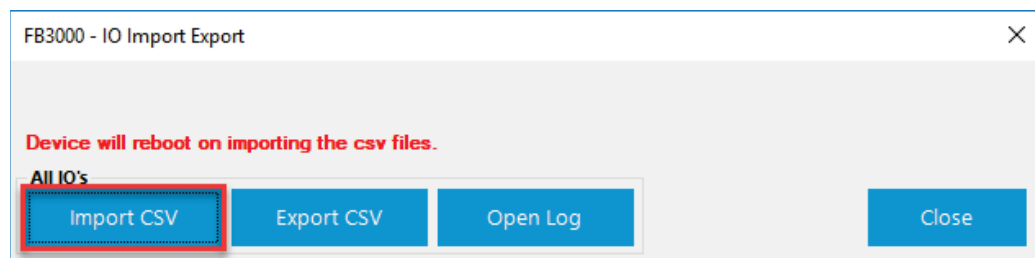 FB3000 - IO Import Export
Device will reboot on importing the csv files.
All IO's
Import CSV Export CSV Open Log Close